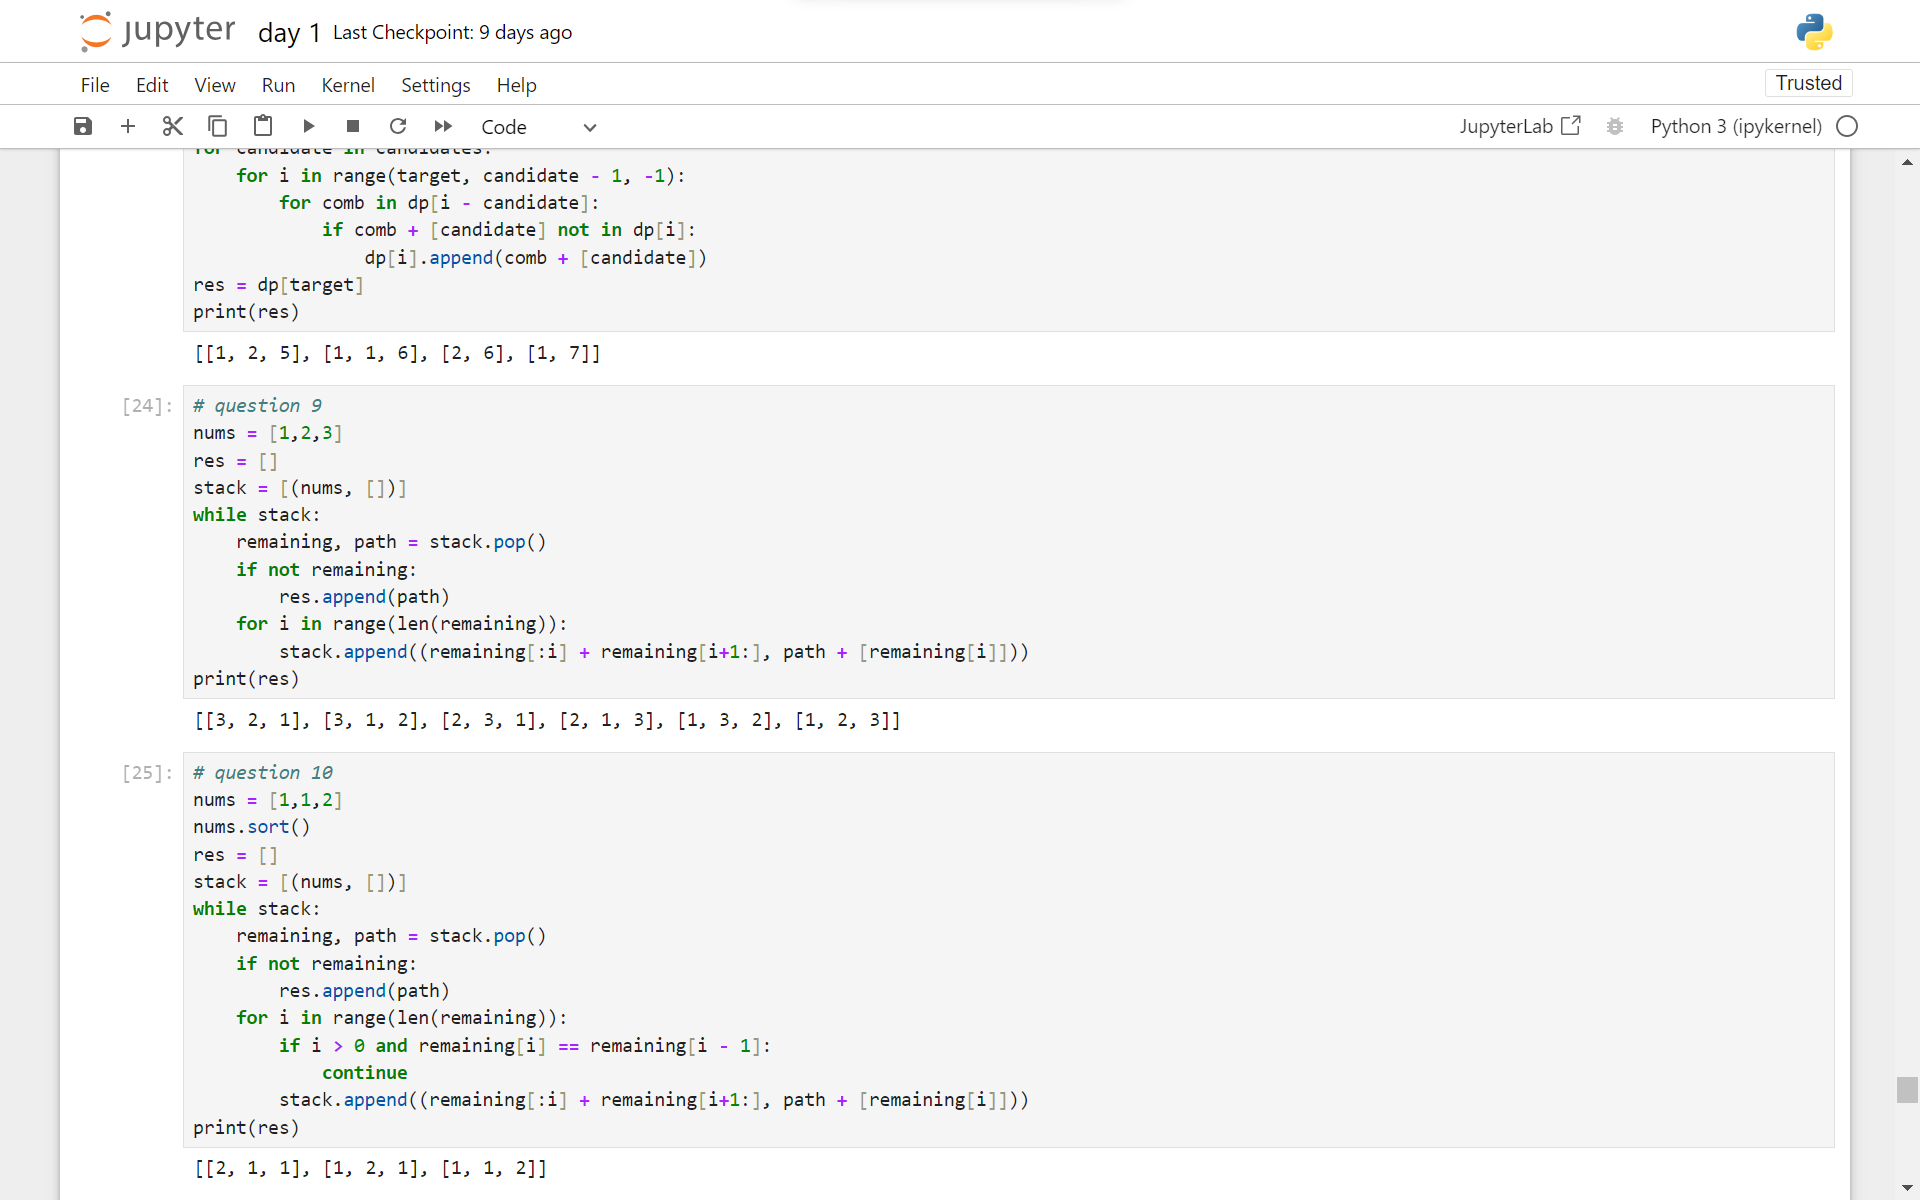 jupyter day 1 Last Checkpoint: 9 days ago
File Edit View Run Kernel Settings Help Trusted
Code JupyterLab Python 3 (ipykernel)
for candidate in candidates:
    for i in range(target, candidate - 1, -1):
        for comb in dp[i - candidate]:
            if comb + [candidate] not in dp[i]:
                dp[i].append(comb + [candidate])
res = dp[target]
print(res)
[[1, 2, 5], [1, 1, 6], [2, 6], [1, 7]]
[24]: # question 9
nums = [1,2,3]
res = []
stack = [(nums, [])]
while stack:
    remaining, path = stack.pop()
    if not remaining:
        res.append(path)
    for i in range(len(remaining)):
        stack.append((remaining[:i] + remaining[i+1:], path + [remaining[i]]))
print(res)
[[3, 2, 1], [3, 1, 2], [2, 3, 1], [2, 1, 3], [1, 3, 2], [1, 2, 3]]
[25]: # question 10
nums = [1,1,2]
nums.sort()
res = []
stack = [(nums, [])]
while stack:
    remaining, path = stack.pop()
    if not remaining:
        res.append(path)
    for i in range(len(remaining)):
        if i > 0 and remaining[i] == remaining[i - 1]:
            continue
        stack.append((remaining[:i] + remaining[i+1:], path + [remaining[i]]))
print(res)
[[2, 1, 1], [1, 2, 1], [1, 1, 2]]